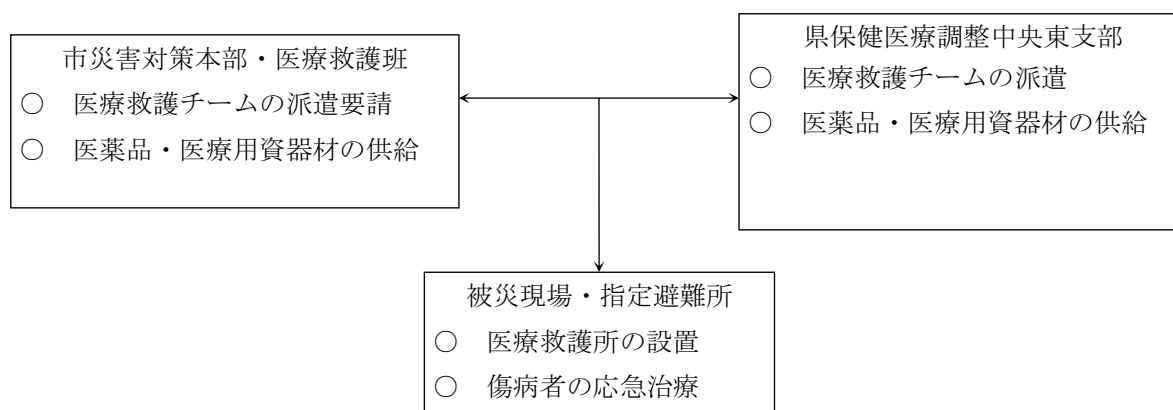 市災害対策本部・医療救護班
○ 医療救護チームの派遣要請
○ 医薬品・医療用資器材の供給
県保健医療調整中央東支部
○ 医療救護チームの派遣
○ 医薬品・医療用資器材の供給
被災現場・指定避難所
○ 医療救護所の設置
○ 傷病者の応急治療